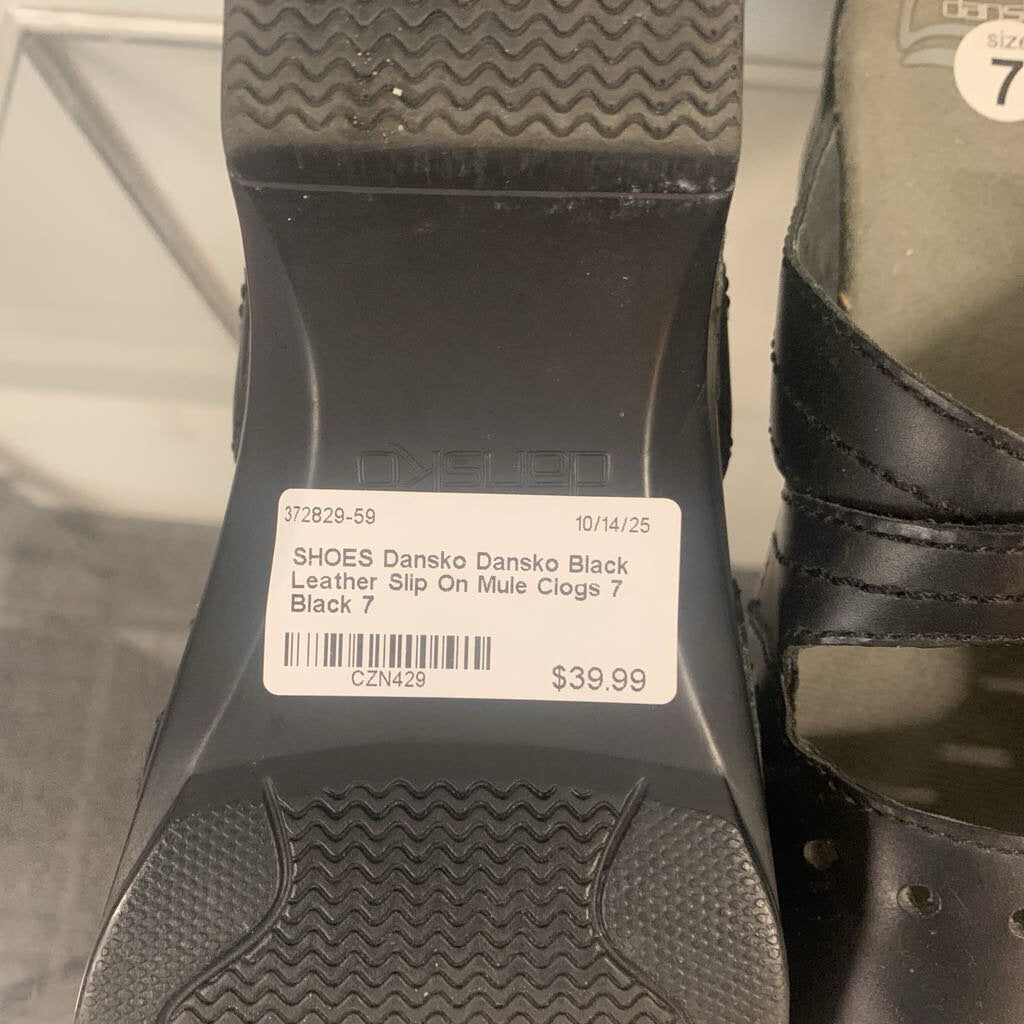 dans
size
7
dansko
372829-59
10/14/25
SHOES Dansko Dansko Black
Leather Slip On Mule Clogs 7
Black 7
CZN429
$39.99